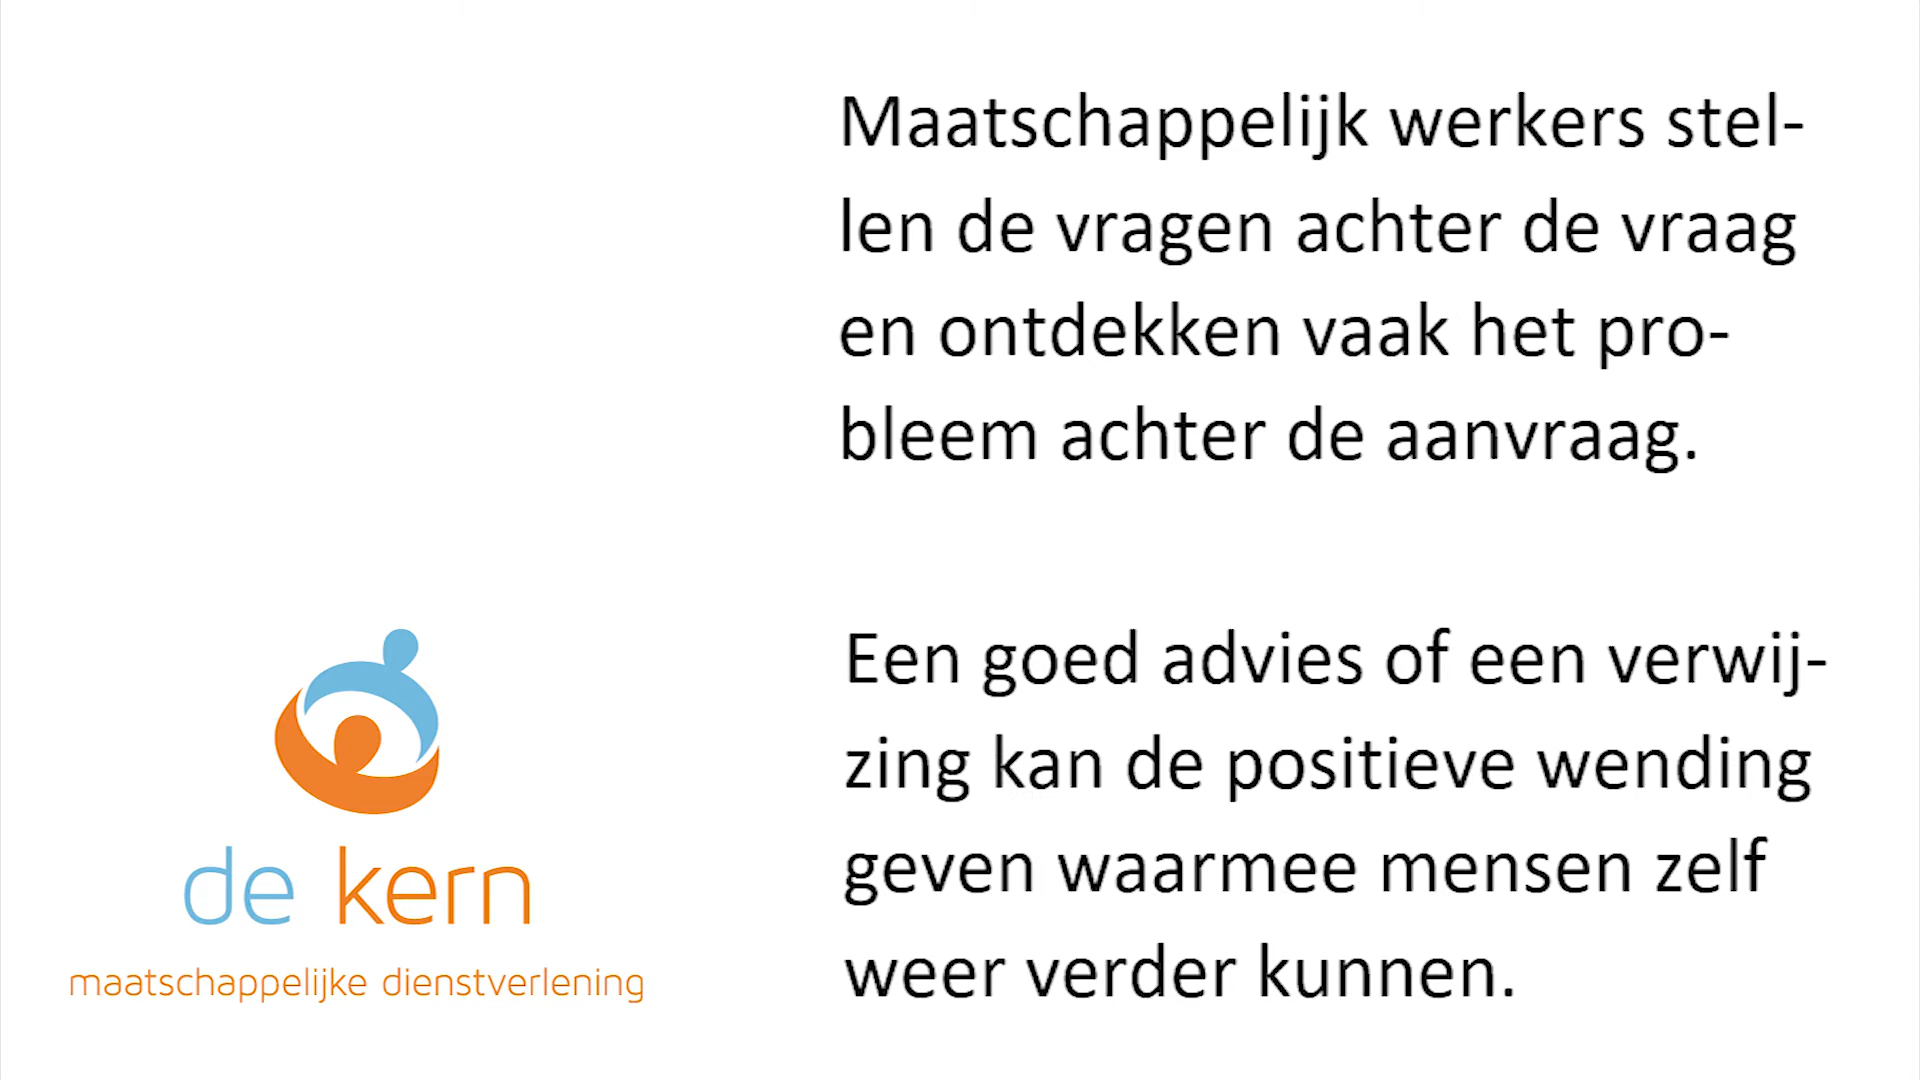 Maatschappelijk werkers stel-
len de vragen achter de vraag
en ontdekken vaak het pro-
bleem achter de aanvraag.
Een goed advies of een verwij-
zing kan de positieve wending
geven waarmee mensen zelf
weer verder kunnen.
de kern
maatschappelijke dienstverlening